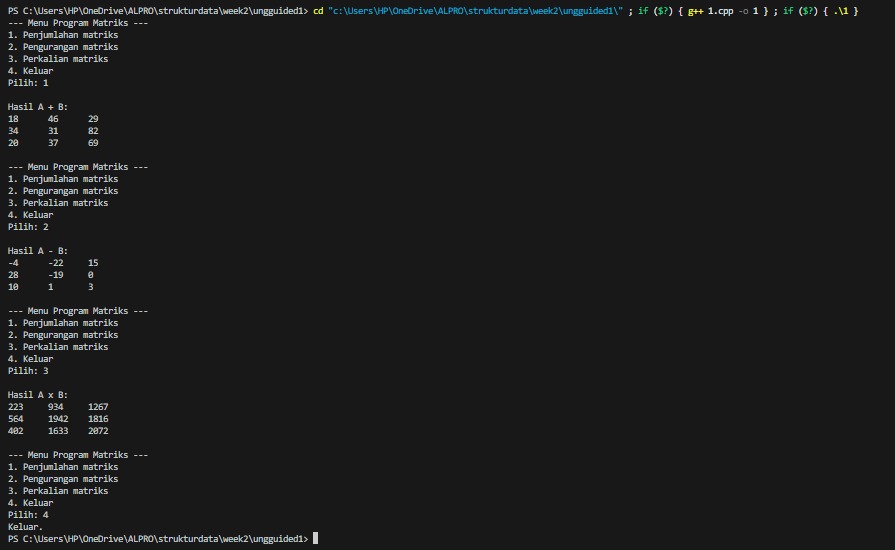 PS C:\Users\HP\OneDrive\ALPRO\strukturdata\week2\ungguided1> cd "c:\Users\HP\OneDrive\ALPRO\strukturdata\week2\ungguided1\" ; if ($?) { g++ 1.cpp -o 1 } ; if ($?) { .\1 }
--- Menu Program Matriks ---
1. Penjumlahan matriks
2. Pengurangan matriks
3. Perkalian matriks
4. Keluar
Pilih: 1
Hasil A + B:
18 46 29
34 31 82
20 37 69
--- Menu Program Matriks ---
1. Penjumlahan matriks
2. Pengurangan matriks
3. Perkalian matriks
4. Keluar
Pilih: 2
Hasil A - B:
-4 -22 15
28 -19 0
10 1 3
--- Menu Program Matriks ---
1. Penjumlahan matriks
2. Pengurangan matriks
3. Perkalian matriks
4. Keluar
Pilih: 3
Hasil A x B:
223 934 1267
564 1942 1816
402 1633 2072
--- Menu Program Matriks ---
1. Penjumlahan matriks
2. Pengurangan matriks
3. Perkalian matriks
4. Keluar
Pilih: 4
Keluar.
PS C:\Users\HP\OneDrive\ALPRO\strukturdata\week2\ungguided1>